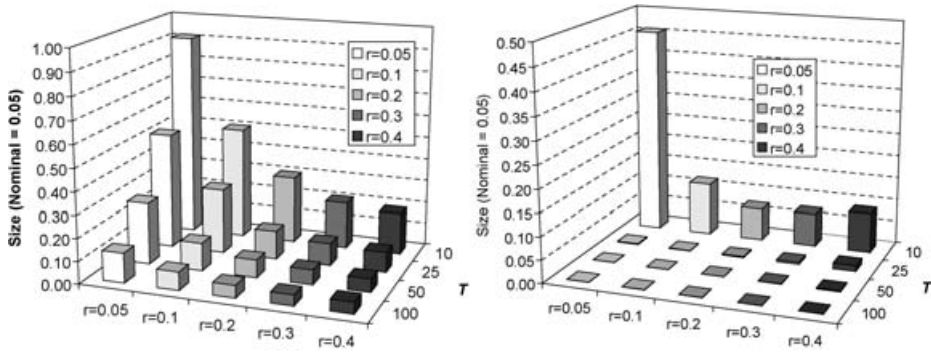 Size (Nominal = 0.05)
1.00
0.90
0.80
0.70
0.60
0.50
0.40
0.30
0.20
0.10
0.00
r=0.05
r=0.1
r=0.2
r=0.3
r=0.4
r=0.05
r=0.1
r=0.2
r=0.3
r=0.4
10
25
50
100
T
Size (Nominal = 0.05)
0.50
0.45
0.40
0.35
0.30
0.25
0.20
0.15
0.10
0.05
0.00
r=0.05
r=0.1
r=0.2
r=0.3
r=0.4
r=0.05
r=0.1
r=0.2
r=0.3
r=0.4
10
25
50
100
T